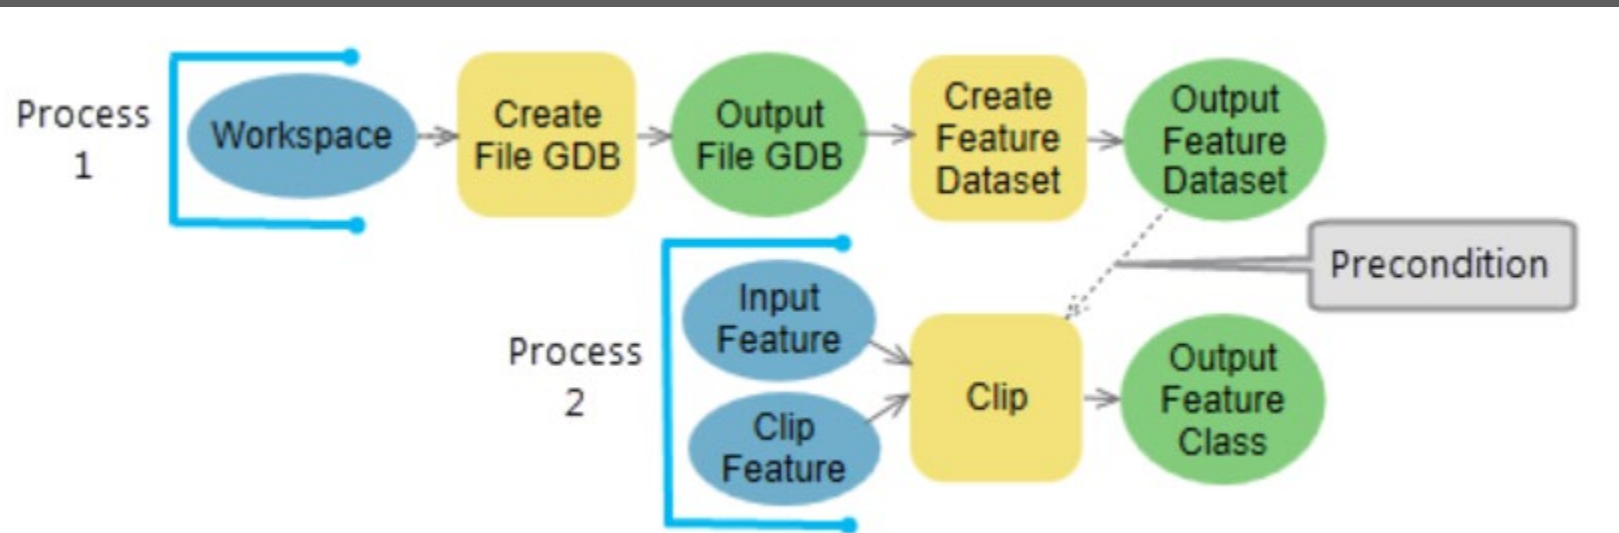 Process
1
Workspace
Create
File GDB
Output
File GDB
Create
Feature
Dataset
Output
Feature
Dataset
Precondition
Process
2
Input
Feature
Clip
Feature
Clip
Output
Feature
Class